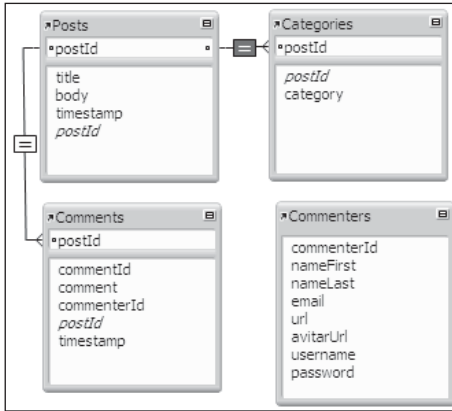 Posts
postId
title
body
timestamp
postId
Categories
postId
postId
category
Comments
postId
commentId
comment
commenterId
postId
timestamp
Commenters
commenterId
nameFirst
nameLast
email
url
avitarUrl
username
password